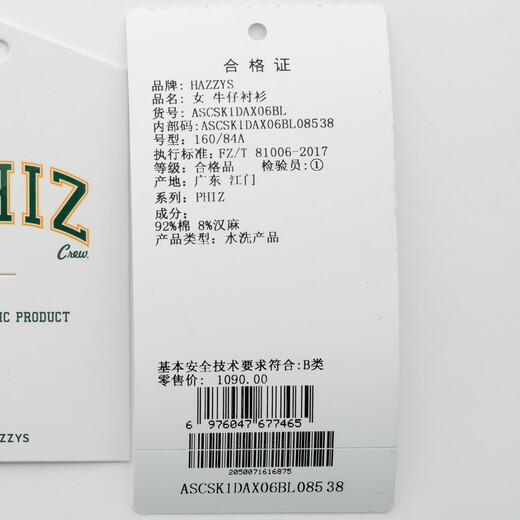 HIZ
Crew.
IC PRODUCT
AZZYS
合格证
品牌: HAZZYS
品名: 女 牛仔衬衫
货号: ASCSK1DAX06BL
内部码: ASCSK1DAX06BL08538
号型: 160/84A
执行标准: FZ/T 81006-2017
等级: 合格品 检验员:①
产地: 广东 江门
系列: PHIZ
成分:
92%棉 8%汉麻
产品类型: 水洗产品
基本安全技术要求符合:B类
零售价: 1090.00
6 976047 677465
2050071616875
ASCSK1DAX06BL08538